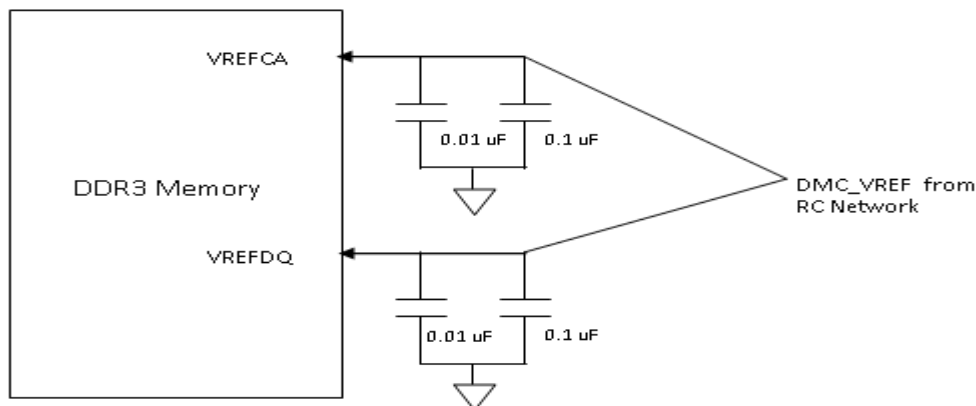 VREFCA
0.01 uF
0.1 uF
DDR3 Memory
DMC_VREF from
RC Network
VREFDQ
0.01 uF
0.1 uF